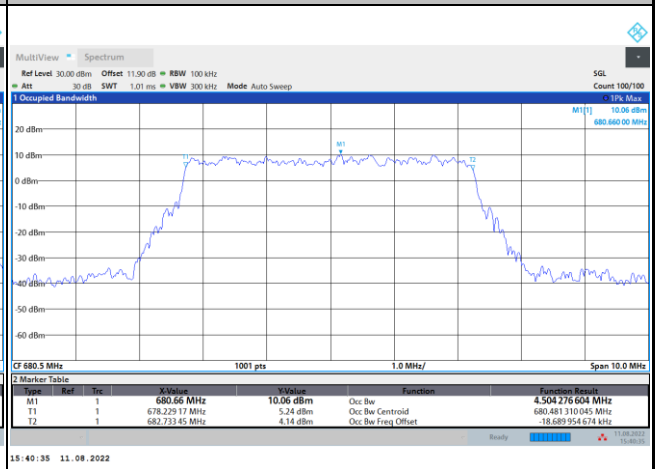 MultiView Spectrum
Ref Level 30.00 dBm Offset 11.90 dB RBW 100 kHz SGL
Att 30 dB SWT 1.01 ms VBW 300 kHz Mode Auto Sweep Count 100/100
1 Occupied Bandwidth 1Pk Max
M1[1] 10.06 dBm
680.660 00 MHz
20 dBm
M1
10 dBm
T1
T2
0 dBm
-10 dBm
-20 dBm
-30 dBm
-40 dBm
-50 dBm
-60 dBm
CF 680.5 MHz 1001 pts 1.0 MHz/ Span 10.0 MHz
2 Marker Table
Type Ref Trc X-Value Y-Value Function Function Result
M1 1 680.66 MHz 10.06 dBm Occ Bw 4.504 276 604 MHz
T1 1 678.229 17 MHz 5.24 dBm Occ Bw Centroid 680.481 310 045 MHz
T2 1 682.733 45 MHz 4.14 dBm Occ Bw Freq Offset -18.689 954 674 kHz
Ready 11.08.2022
15:40:35
15:40:35 11.08.2022